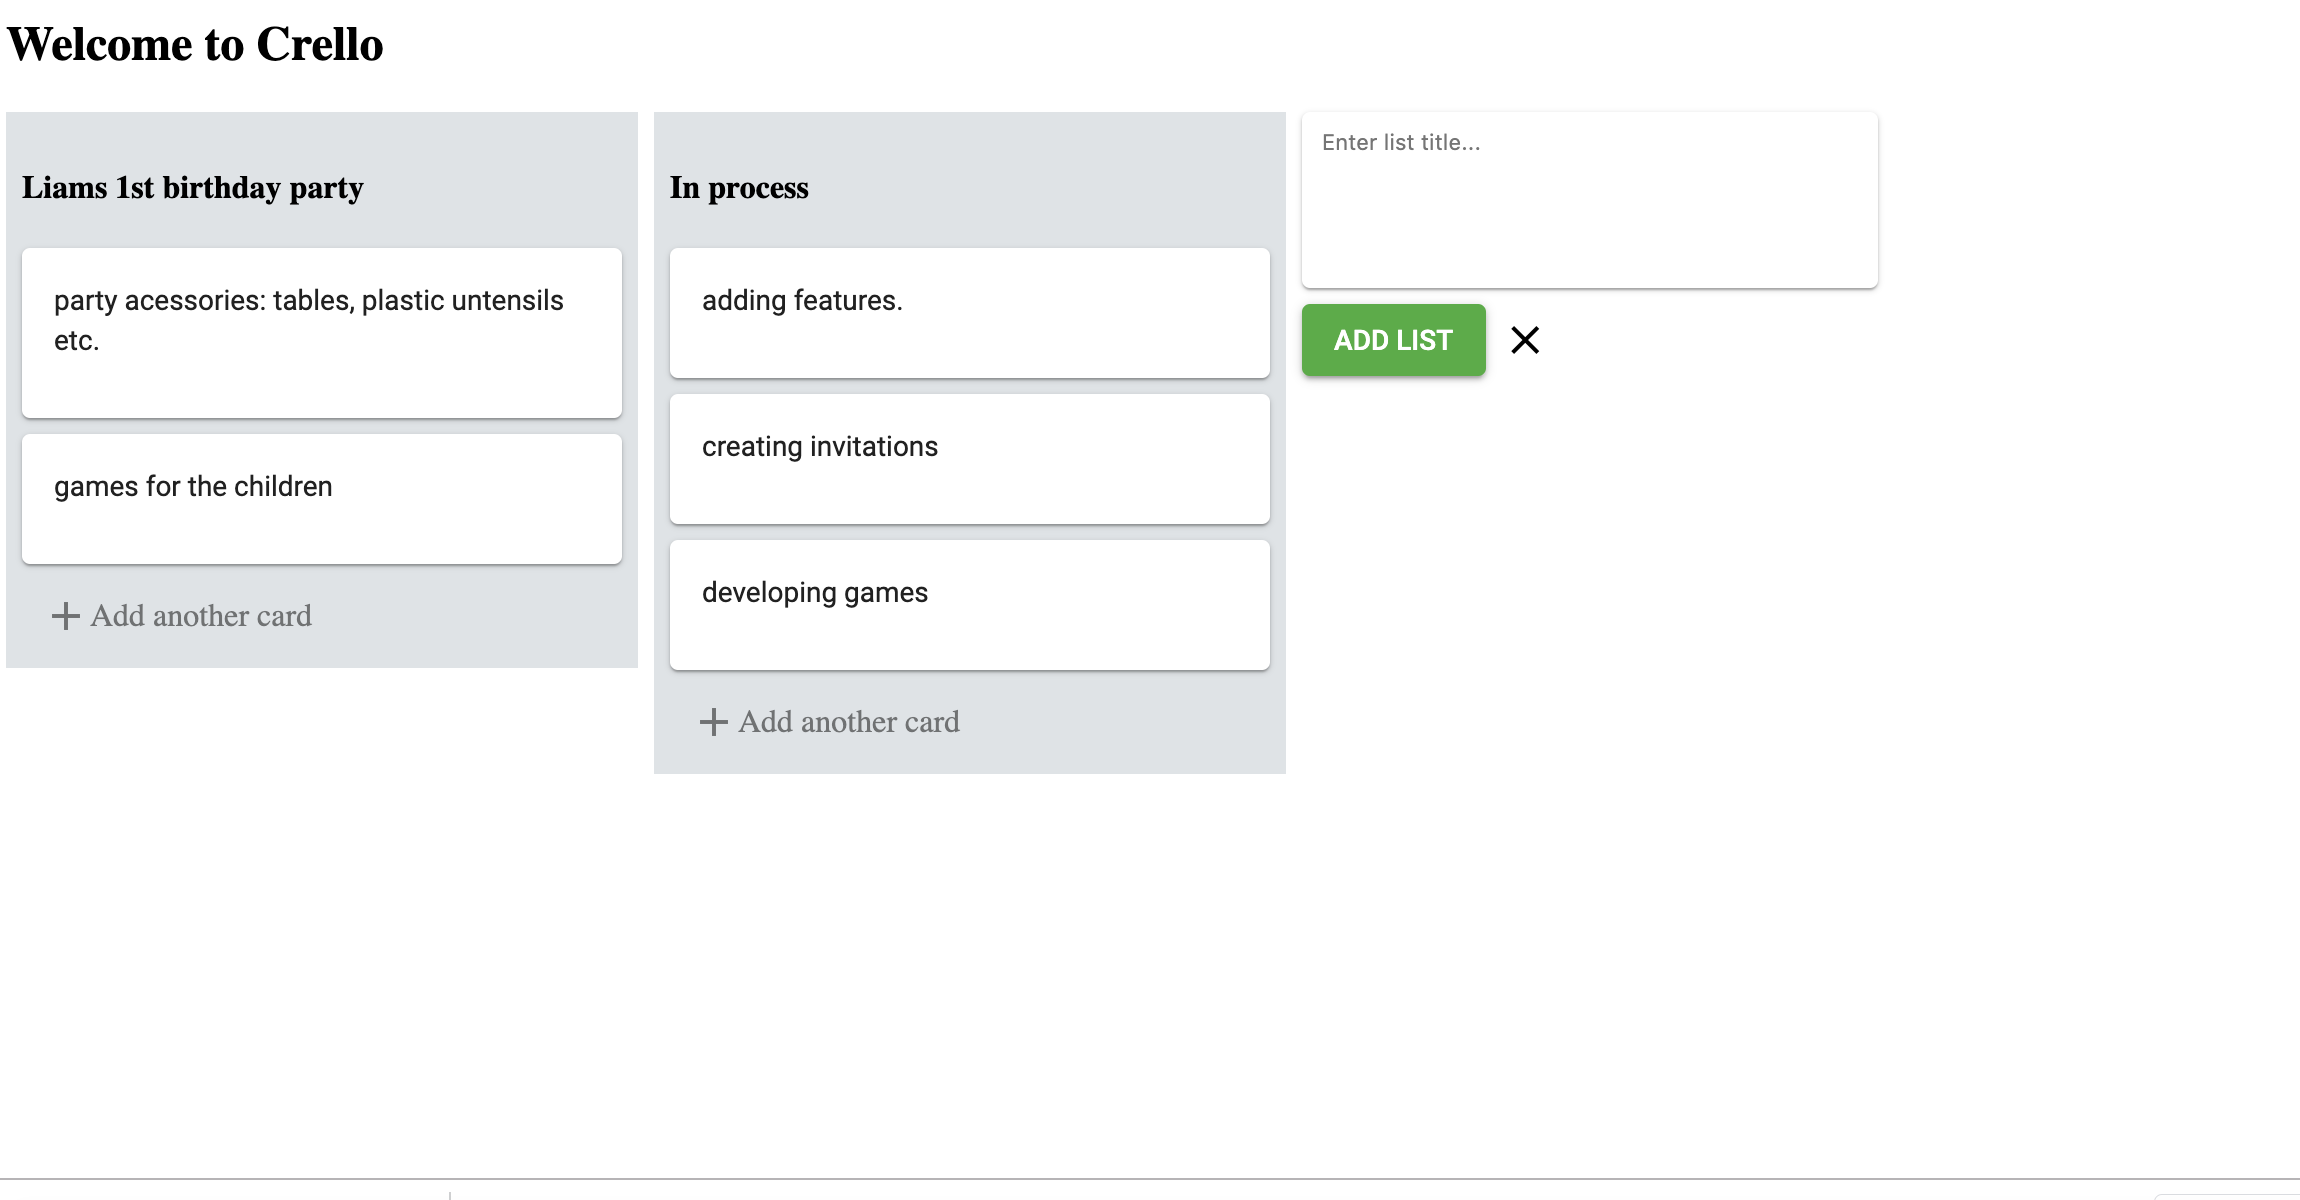 Welcome to Crello
Liams 1st birthday party
party acessories: tables, plastic untensils
etc.
games for the children
Add another card
In process
adding features.
creating invitations
developing games
Add another card
Enter list title...
ADD LIST